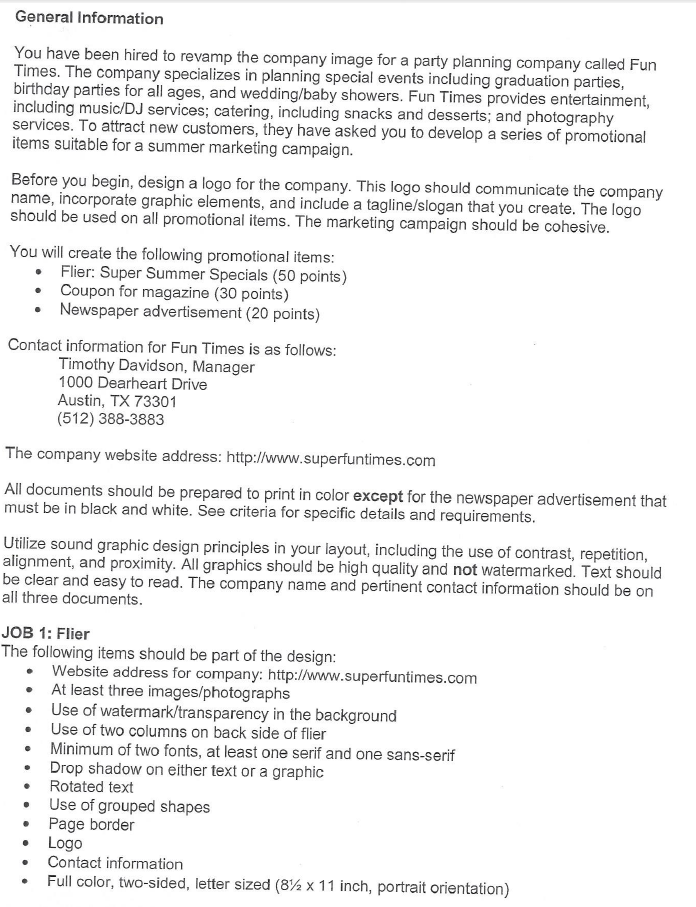 General Information
You have been hired to revamp the company image for a party planning company called Fun
Times. The company specializes in planning special events including graduation parties,
birthday parties for all ages, and wedding/baby showers. Fun Times provides entertainment,
including music/DJ services; catering, including snacks and desserts; and photography
services. To attract new customers, they have asked you to develop a series of promotional
items suitable for a summer marketing campaign.
Before you begin, design a logo for the company. This logo should communicate the company
name, incorporate graphic elements, and include a tagline/slogan that you create. The logo
should be used on all promotional items. The marketing campaign should be cohesive.
You will create the following promotional items:
• Flier: Super Summer Specials (50 points)
• Coupon for magazine (30 points)
• Newspaper advertisement (20 points)
Contact information for Fun Times is as follows:
Timothy Davidson, Manager
1000 Dearheart Drive
Austin, TX 73301
(512) 388-3883
The company website address: http://www.superfuntimes.com
All documents should be prepared to print in color except for the newspaper advertisement that
must be in black and white. See criteria for specific details and requirements.
Utilize sound graphic design principles in your layout, including the use of contrast, repetition,
alignment, and proximity. All graphics should be high quality and not watermarked. Text should
be clear and easy to read. The company name and pertinent contact information should be on
all three documents.
JOB 1: Flier
The following items should be part of the design:
• Website address for company: http://www.superfuntimes.com
• At least three images/photographs
• Use of watermark/transparency in the background
• Use of two columns on back side of flier
• Minimum of two fonts, at least one serif and one sans-serif
• Drop shadow on either text or a graphic
• Rotated text
• Use of grouped shapes
• Page border
• Logo
• Contact information
• Full color, two-sided, letter sized (8½ x 11 inch, portrait orientation)